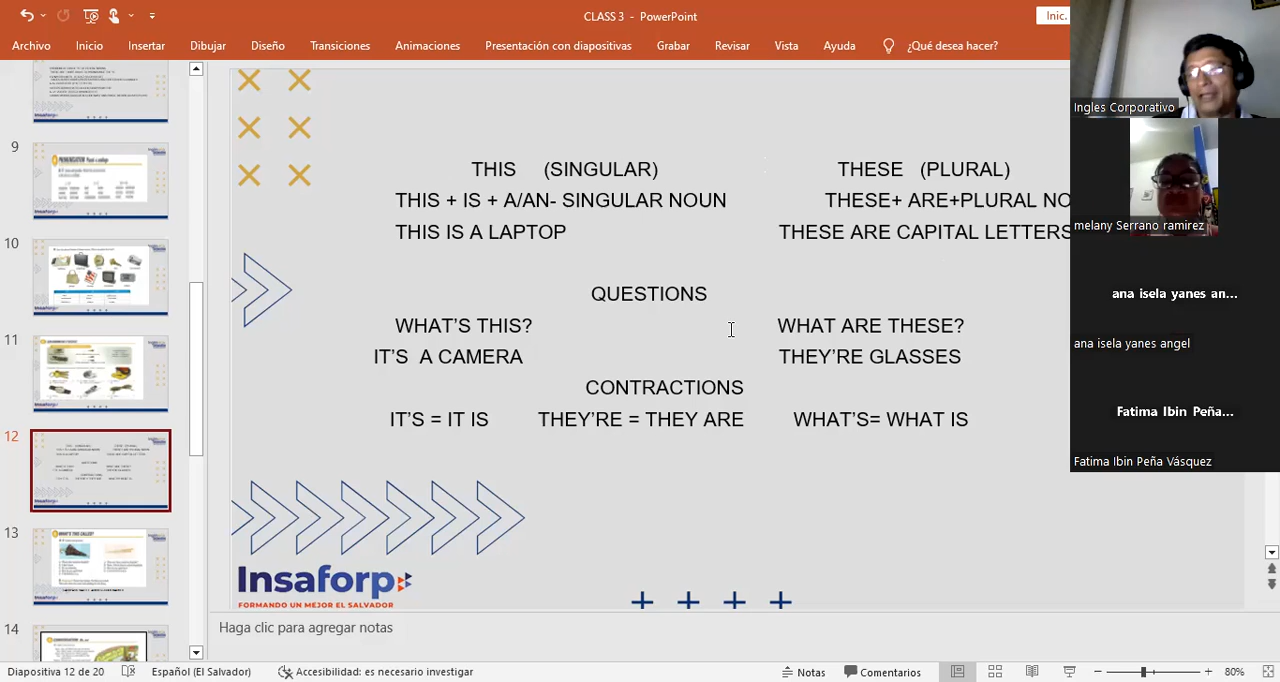 CLASS 3 - PowerPoint
Inic.
Archivo Inicio Insertar Dibujar Diseño Transiciones Animaciones Presentación con diapositivas Grabar Revisar Vista Ayuda ¿Qué desea hacer?
Ingles Corporativo
melany Serrano ramirez
ana isela yanes an...
ana isela yanes angel
Fatima Ibin Peña...
Fatima Ibin Peña Vásquez
9
10
11
12
13
14
THIS (SINGULAR) THESE (PLURAL)
THIS + IS + A/AN- SINGULAR NOUN THESE+ ARE+PLURAL NO
THIS IS A LAPTOP THESE ARE CAPITAL LETTERS
QUESTIONS
WHAT'S THIS? WHAT ARE THESE?
IT'S A CAMERA THEY'RE GLASSES
CONTRACTIONS
IT'S = IT IS THEY'RE = THEY ARE WHAT'S= WHAT IS
Insaforp
FORMANDO UN MEJOR EL SALVADOR
Haga clic para agregar notas
Diapositiva 12 de 20 Español (El Salvador) Accesibilidad: es necesario investigar Notas Comentarios 80%